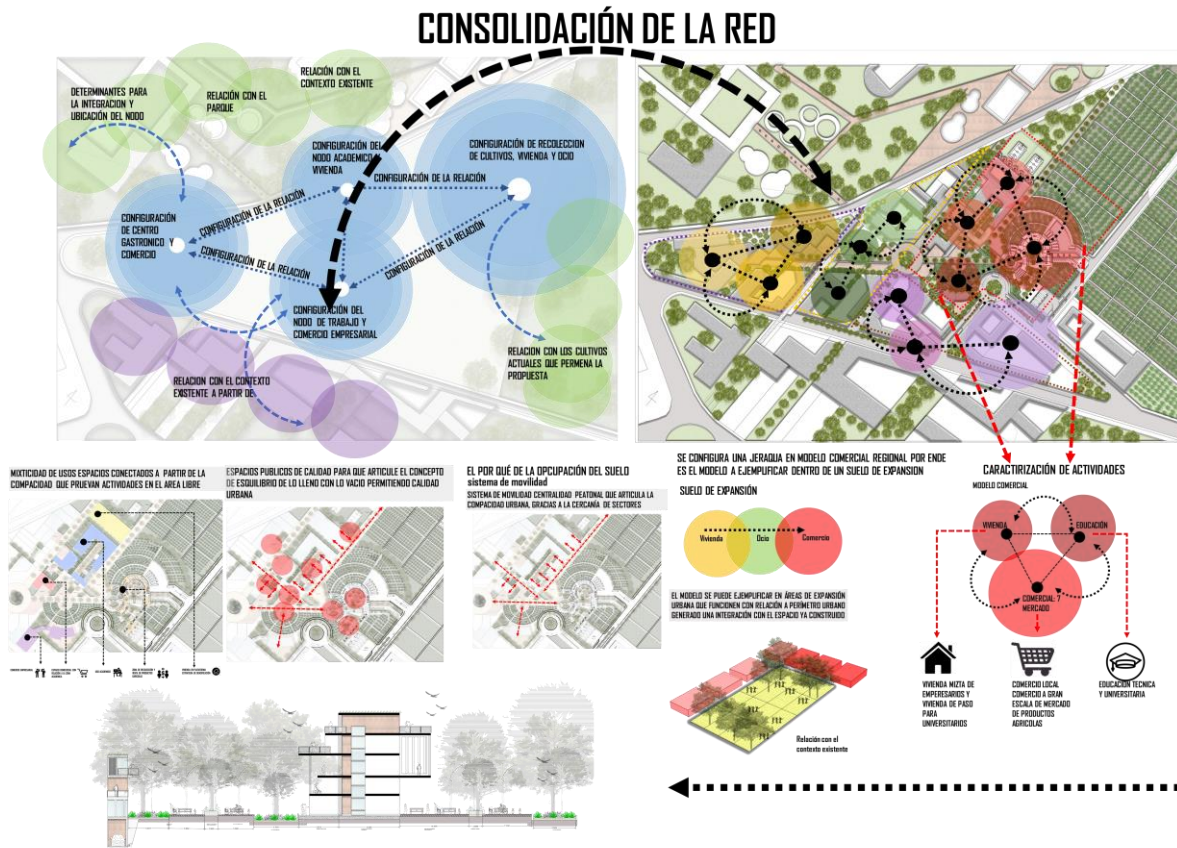 CONSOLIDACIÓN DE LA RED
DETERMINANTES PARA
LA INTEGRACION Y
UBICACIÓN DEL NODO
RELACIÓN CON EL
PARQUE
RELACIÓN CON EL
CONTEXTO EXISTENTE
CONFIGURACIÓN DEL
NODO ACADEMICO
VIVIENDA
CONFIGURACIÓN DE RECOLECCION
DE CULTIVOS, VIVIENDA Y OCIO
CONFIGURACIÓN DE LA RELACIÓN
CONFIGURACIÓN DE LA RELACIÓN
CONFIGURACIÓN DE LA RELACIÓN
CONFIGURACIÓN DE LA RELACIÓN
CONFIGURACIÓN
DE CENTRO
GASTRONICO Y
COMERCIO
CONFIGURACIÓN DEL
NODO DE TRABAJO Y
COMERCIO EMPRESARIAL
RELACION CON EL CONTEXTO
EXISTENTE A PARTIR DE
RELACION CON LOS CULTIVOS
ACTUALES QUE PERMENA LA
PROPUESTA
MIXTICIDAD DE USOS ESPACIOS CONECTADOS A PARTIR DE LA
COMPACIDAD QUE PRUEVAN ACTIVIDADES EN EL AREA LIBRE
ESPACIOS PUBLICOS DE CALIDAD PARA QUE ARTICULE EL CONCEPTO
DE ESQUILIBRIO DE LO LLENO CON LO VACIO PERMITIENDO CALIDAD
URBANA
EL POR QUÉ DE LA OPCUPACIÓN DEL SUELO
sistema de movilidad
SISTEMA DE MOVILIDAD CENTRALIDAD PEATONAL QUE ARTICULA LA
COMPACIDAD URBANA, GRACIAS A LA CERCANÍA DE SECTORES
SE CONFIGURA UNA JERAQUA EN MODELO COMERCIAL REGIONAL POR ENDE
ES EL MODELO A EJEMPUFICAR DENTRO DE UN SUELO DE EXPANSION
SUELO DE EXPANSIÓN
Vivienda
Ocio
Comercio
EL MODELO SE PUEDE EJEMPUFICAR EN ÁREAS DE EXPANSIÓN
URBANA QUE FUNCIONEN CON RELACIÓN A PERÍMETRO URBANO
GENERADO UNA INTEGRACIÓN CON EL ESPACIO YA CONSTRUIDO
Relación con el
contexto existente
CARACTIRIZACIÓN DE ACTIVIDADES
MODELO COMERCIAL
VIVIENDA
EDUCACIÓN
COMERCIAL 7
MERCADO
VIVIENDA MIZTA DE
EMPERESARIOS Y
VIVIENDA DE PASO
PARA
UNIVERSITARIOS
COMERCIO LOCAL
COMERCIO A GRAN
ESCALA DE MERCADO
DE PRODUCTOS
AGRICOLAS
EDUCACIÓN TECNICA
Y UNIVERSITARIA